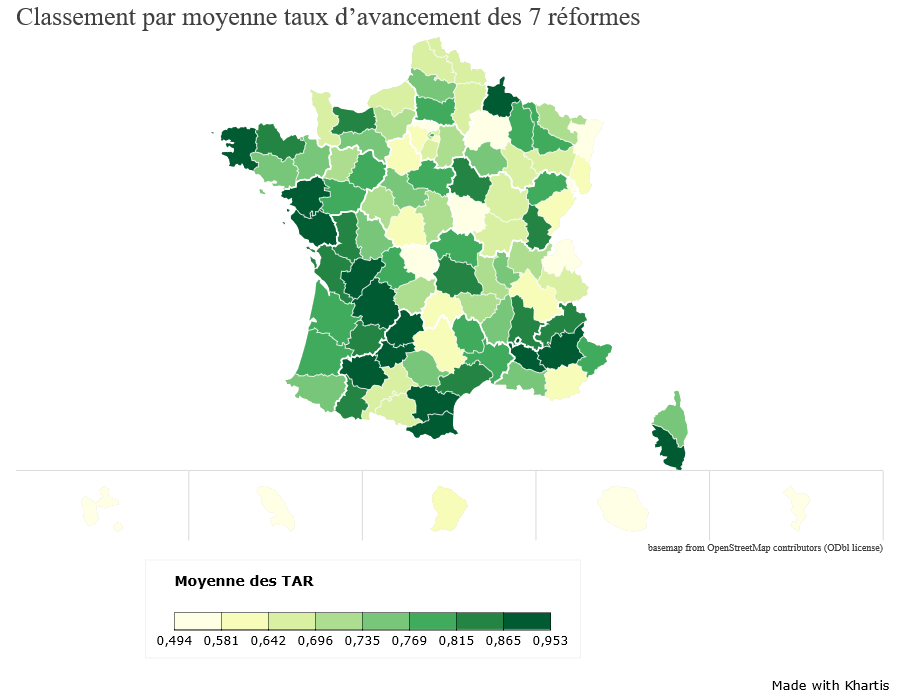 Classement par moyenne taux d’avancement des 7 réformes
basemap from OpenStreetMap contributors (ODbl license)
Moyenne des TAR
0,494 0,581 0,642 0,696 0,735 0,769 0,815 0,865 0,953
Made with Khartis